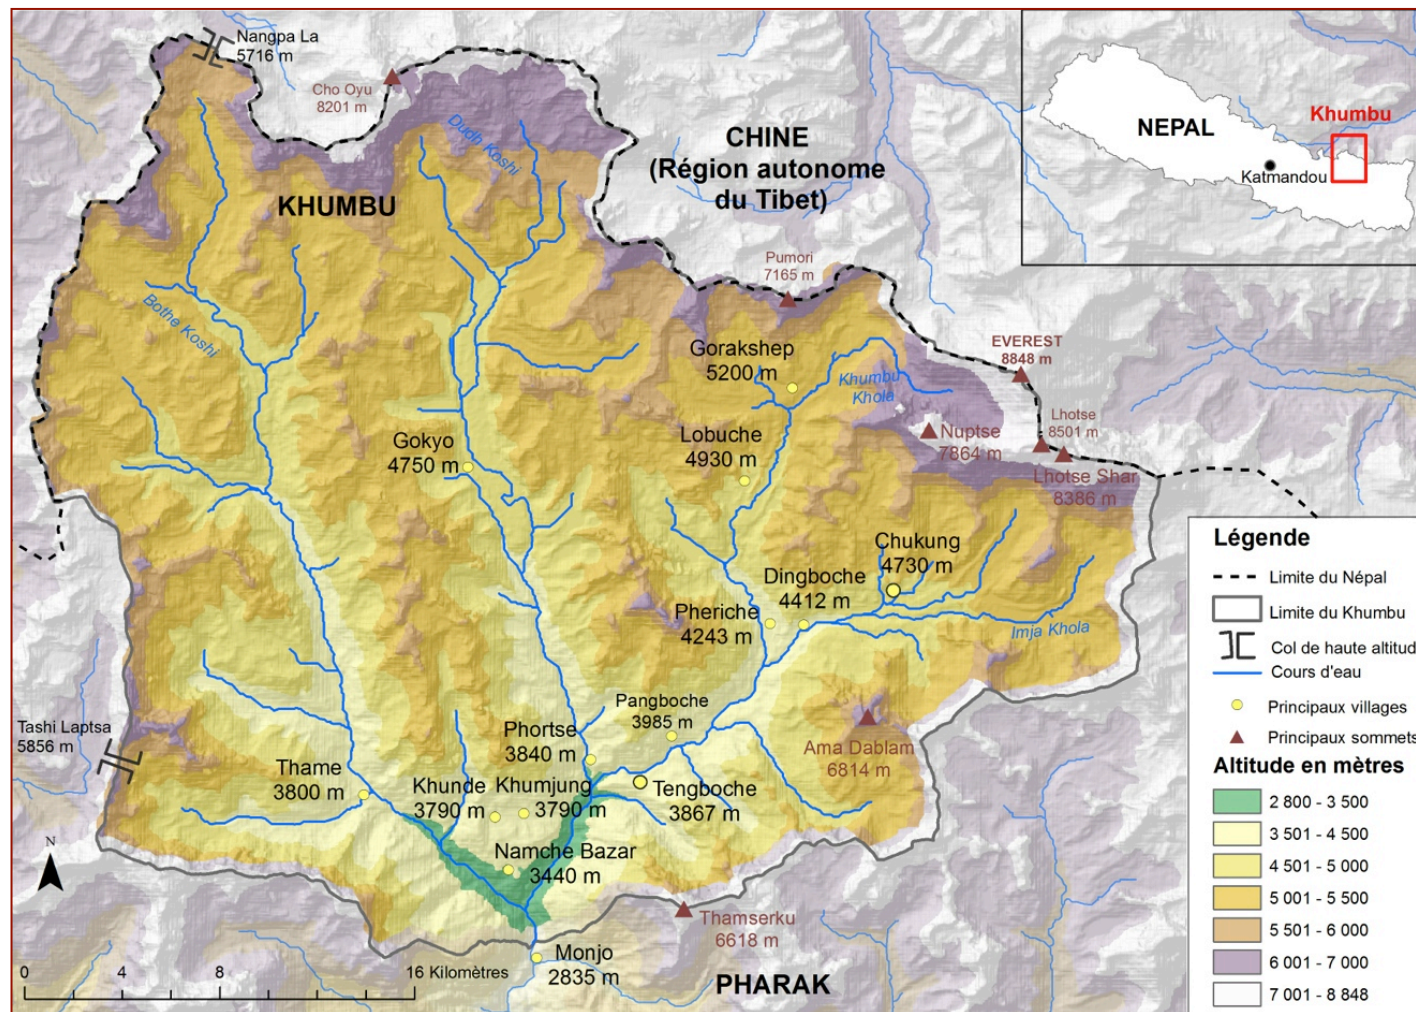 Nangpa La
5716 m
Cho Oyu
8201 m
Dudh Koshi
CHINE
(Région autonome
du Tibet)
NEPAL
Khumbu
Katmandou
KHUMBU
Bothe Koshi
Pumori
7165 m
EVEREST
8848 m
Gorakshep
5200 m
Khumbu
Khola
Lhotse
8501 m
Nuptse
7864 m
Lhotse Shar
8386 m
Gokyo
4750 m
Lobuche
4930 m
Chukung
4730 m
Dingboche
4412 m
Pheriche
4243 m
Imja Khola
Pangboche
3985 m
Tashi Laptsa
5856 m
Phortse
3840 m
Ama Dablam
6814 m
Thame
3800 m
Khunde
3790 m
Khumjung
3790 m
Tengboche
3867 m
Namche Bazar
3440 m
Thamserku
6618 m
Monjo
2835 m
PHARAK
N
0 4 8 16 Kilomètres
Légende
Limite du Népal
Limite du Khumbu
Col de haute altitud
Cours d'eau
Principaux villages
Principaux sommets
Altitude en mètres
2 800 - 3 500
3 501 - 4 500
4 501 - 5 000
5 001 - 5 500
5 501 - 6 000
6 001 - 7 000
7 001 - 8 848